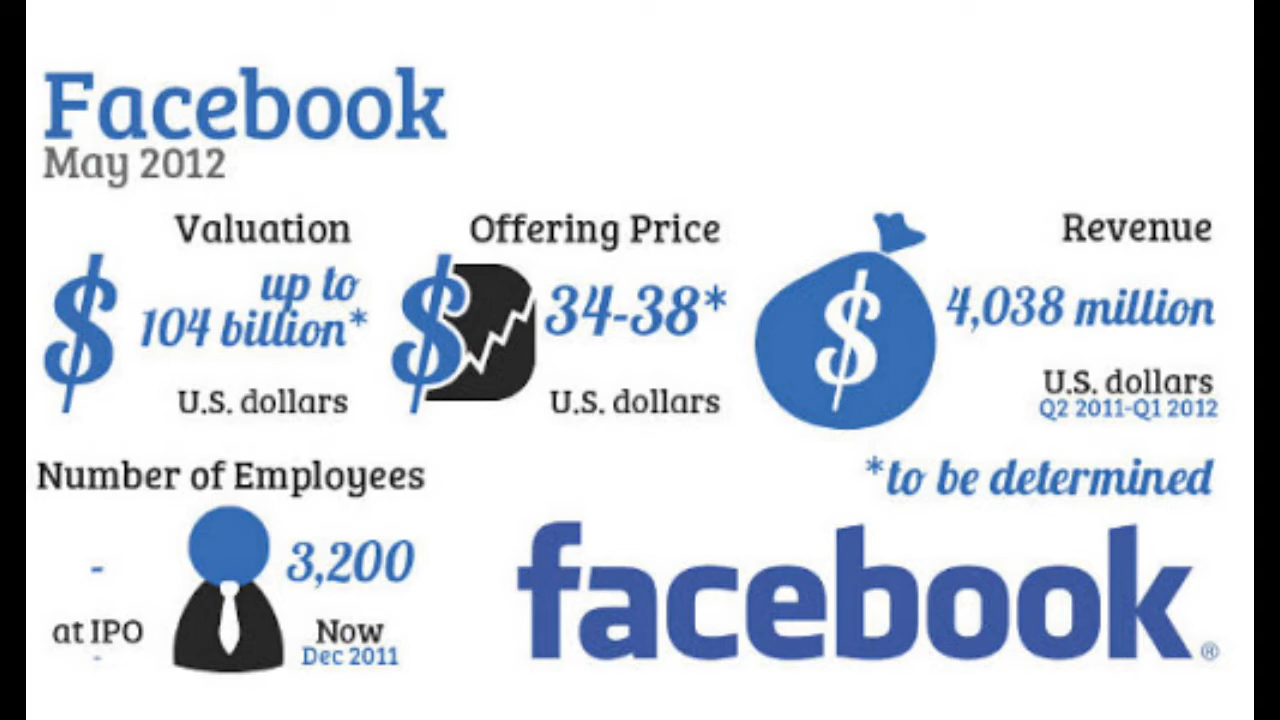 Facebook
May 2012
Valuation
$
up to
104 billion*
U.S. dollars
Offering Price
$
34-38*
U.S. dollars
Revenue
$
4,038 million
U.S. dollars
Q2 2011-Q1 2012
Number of Employees
-
at IPO
-
3,200
Now
Dec 2011
*to be determined
facebook®